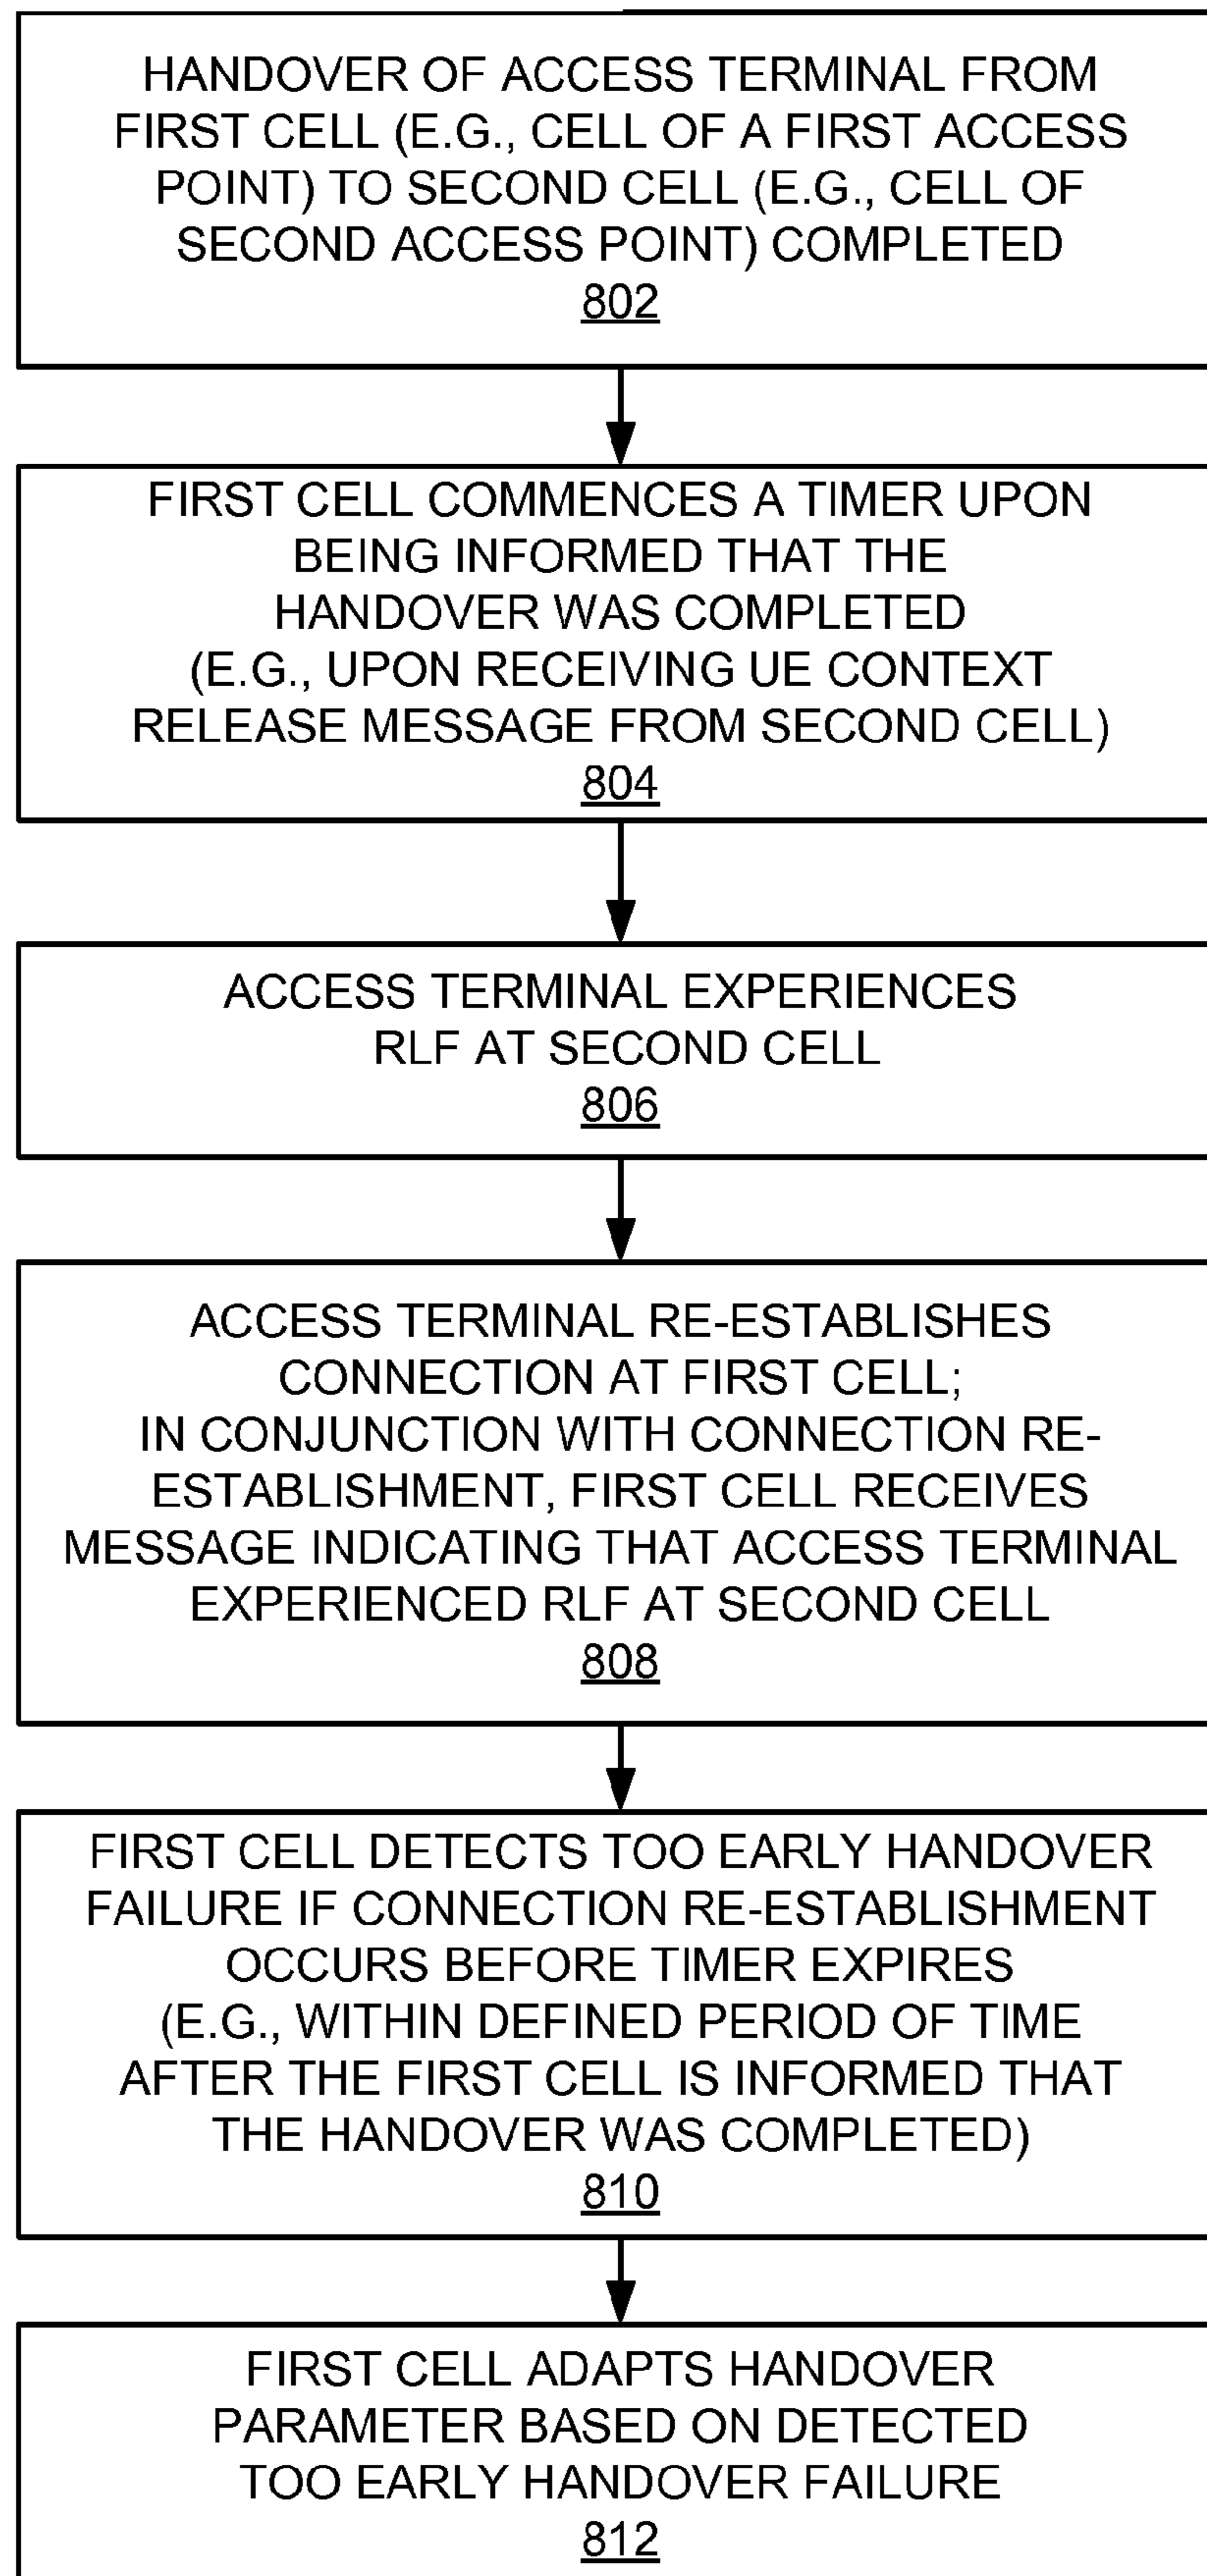 HANDOVER OF ACCESS TERMINAL FROM
FIRST CELL (E.G., CELL OF A FIRST ACCESS
POINT) TO SECOND CELL (E.G., CELL OF
SECOND ACCESS POINT) COMPLETED
802
FIRST CELL COMMENCES A TIMER UPON
BEING INFORMED THAT THE
HANDOVER WAS COMPLETED
(E.G., UPON RECEIVING UE CONTEXT
RELEASE MESSAGE FROM SECOND CELL)
804
ACCESS TERMINAL EXPERIENCES
RLF AT SECOND CELL
806
ACCESS TERMINAL RE-ESTABLISHES
CONNECTION AT FIRST CELL;
IN CONJUNCTION WITH CONNECTION RE-
ESTABLISHMENT, FIRST CELL RECEIVES
MESSAGE INDICATING THAT ACCESS TERMINAL
EXPERIENCED RLF AT SECOND CELL
808
FIRST CELL DETECTS TOO EARLY HANDOVER
FAILURE IF CONNECTION RE-ESTABLISHMENT
OCCURS BEFORE TIMER EXPIRES
(E.G., WITHIN DEFINED PERIOD OF TIME
AFTER THE FIRST CELL IS INFORMED THAT
THE HANDOVER WAS COMPLETED)
810
FIRST CELL ADAPTS HANDOVER
PARAMETER BASED ON DETECTED
TOO EARLY HANDOVER FAILURE
812